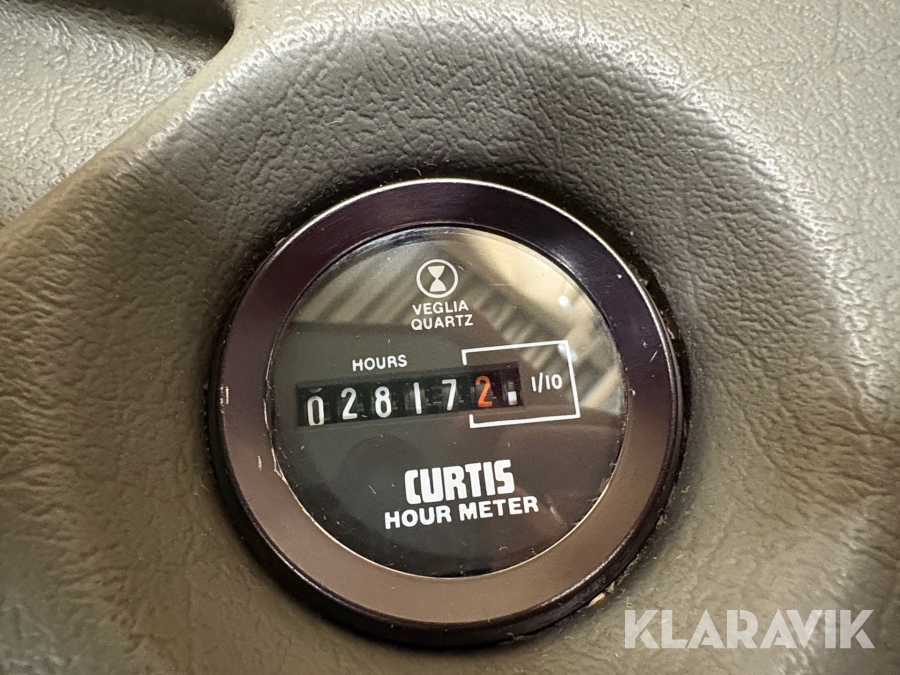 VEGLIA
QUARTZ
HOURS
028172 1/10
CURTIS
HOUR METER
KLARAVIK